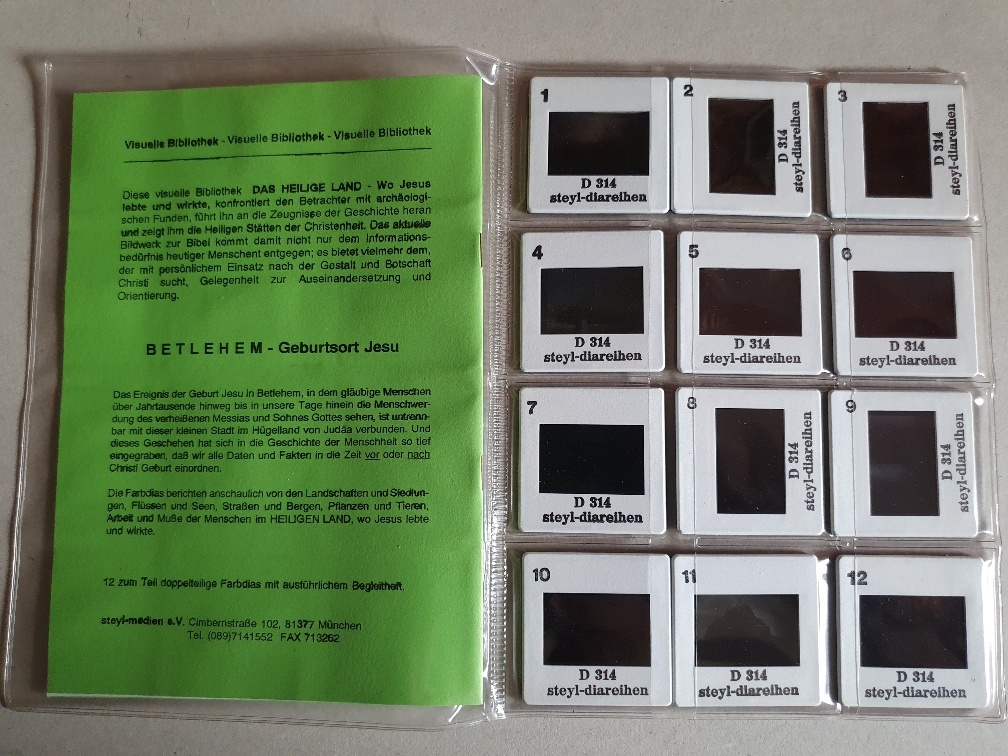 Visuelle Bibliothek - Visuelle Bibliothek - Visuelle Bibliothek
Diese visuelle Bibliothek DAS HEILIGE LAND - Wo Jesus
lebte und wirkte, konfrontiert den Betrachter mit archäologi-
schen Funden, führt ihn an die Zeugnisse der Geschichte heran
und zeigt ihm die Heiligen Stätten der Christenheit. Das aktuelle
Bildwerk zur Bibel kommt damit nicht nur dem Informations-
bedürfnis heutiger Menschent entgegen; es bietet vielmehr dem,
der mit persönlichem Einsatz nach der Gestalt und Botschaft
Christi sucht, Gelegenheit zur Auseinandersetzung und
Orientierung.
BETLEHEM - Geburtsort Jesu
Das Ereignis der Geburt Jesu in Betlehem, in dem gläubige Menschen
über Jahrtausende hinweg bis in unsere Tage hinein die Menschwer-
dung des verheißenen Messias und Sohnes Gottes sehen, ist untrenn-
bar mit dieser kleinen Stadt im Hügelland von Judäa verbunden. Und
dieses Geschehen hat sich in die Geschichte der Menschheit so tief
eingegraben, daß wir alle Daten und Fakten in die Zeit vor oder nach
Christi Geburt einordnen.
Die Farbdias berichten anschaulich von den Landschaften und Siedlun-
gen, Flüssen und Seen, Straßen und Bergen, Pflanzen und Tieren,
Arbeit und Muße der Menschen im HEILIGEN LAND, wo Jesus lebte
und wirkte.
12 zum Teil doppelteilige Farbdias mit ausführlichem Begleitheft.
steyl-medien e.V. Cimbernstraße 102, 81377 München
Tel. (089)7141552 FAX 713262
1
D 314
steyl-diareihen
2
D 314
steyl-diareihen
3
D 314
steyl-diareihen
4
D 314
steyl-diareihen
5
D 314
steyl-diareihen
6
D 314
steyl-diareihen
7
D 314
steyl-diareihen
8
D 314
steyl-diareihen
9
D 314
steyl-diareihen
10
D 314
steyl-diareihen
11
D 314
steyl-diareihen
12
D 314
steyl-diareihen